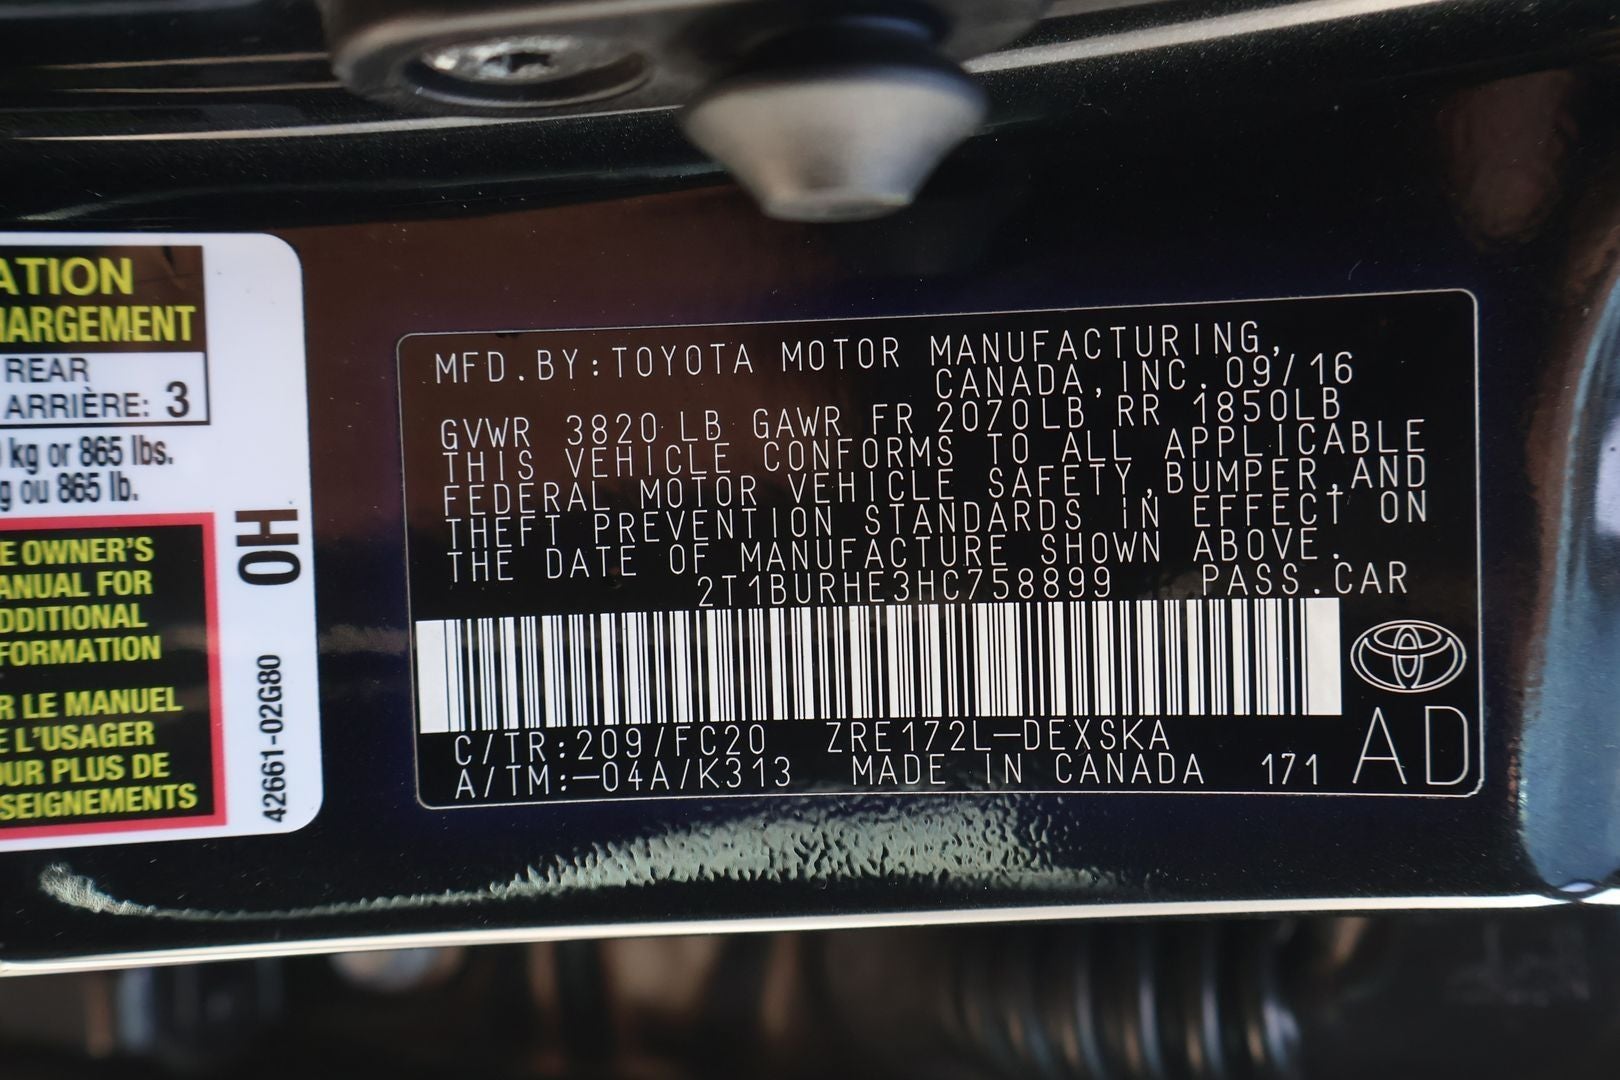 ATION
HARGEMENT
REAR
ARRIÈRE: 3
kg or 865 lbs.
g ou 865 lb.
E OWNER'S
ANUAL FOR
DDITIONAL
FORMATION
R LE MANUEL
E L'USAGER
OUR PLUS DE
SEIGNEMENTS
OH
42661-02G80
MFD.BY:TOYOTA MOTOR MANUFACTURING,
CANADA,INC. 09/16
GVWR 3820 LB GAWR FR 2070LB RR 1850LB
THIS VEHICLE CONFORMS TO ALL APPLICABLE
FEDERAL MOTOR VEHICLE SAFETY,BUMPER,AND
THEFT PREVENTION STANDARDS IN EFFECT ON
THE DATE OF MANUFACTURE SHOWN ABOVE.
2T1BURHE3HC758899 PASS.CAR
C/TR:209/FC20 ZRE172L-DEXSKA
A/TM:-04A/K313 MADE IN CANADA 171 AD